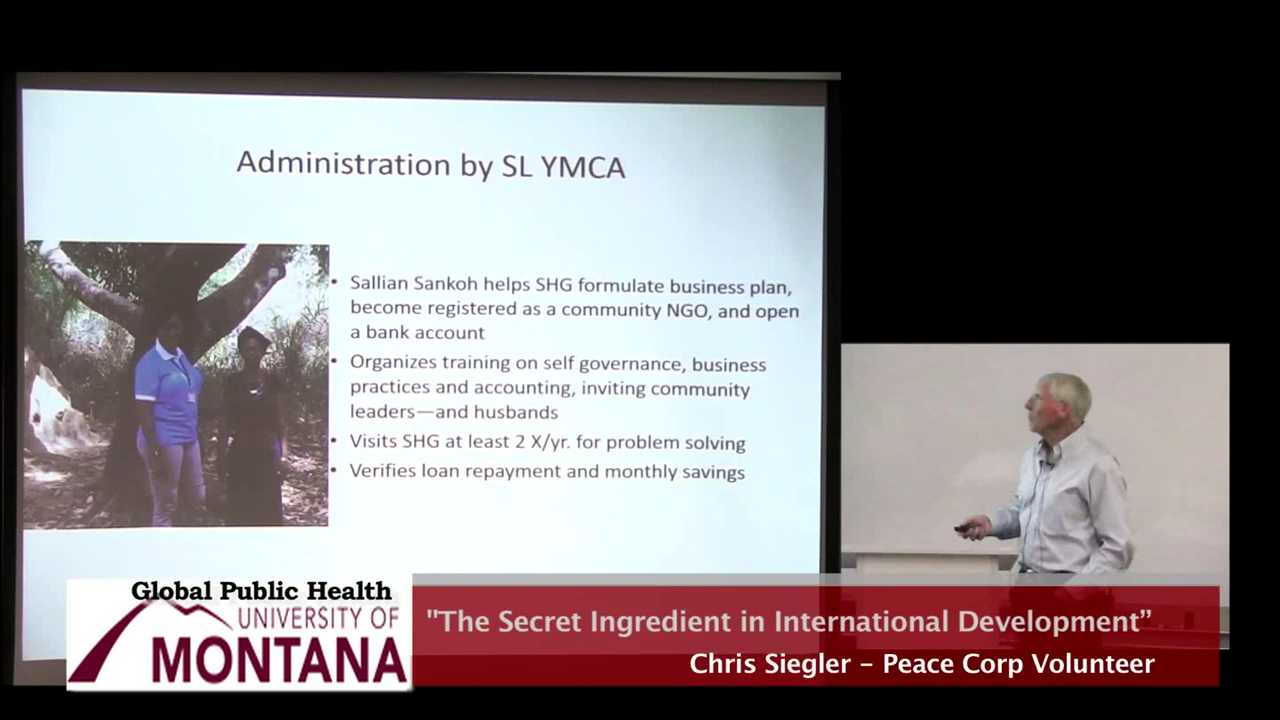 Administration by SL YMCA
• Sallian Sankoh helps SHG formulate business plan,
become registered as a community NGO, and open
a bank account
• Organizes training on self governance, business
practices and accounting, inviting community
leaders—and husbands
• Visits SHG at least 2 X/yr. for problem solving
• Verifies loan repayment and monthly savings
Global Public Health
UNIVERSITY OF
MONTANA
"The Secret Ingredient in International Development”
Chris Siegler – Peace Corp Volunteer